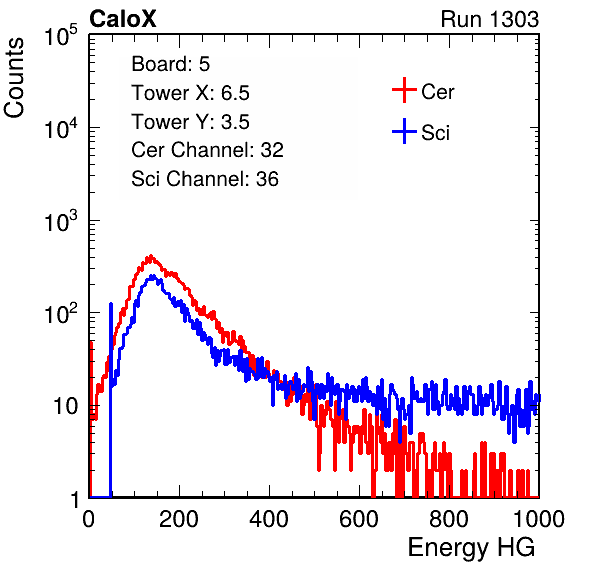 CaloX Run 1303
Counts
10^5
10^4
10^3
10^2
10
1
Board: 5
Tower X: 6.5
Tower Y: 3.5
Cer Channel: 32
Sci Channel: 36
Cer
Sci
0 200 400 600 800 1000
Energy HG